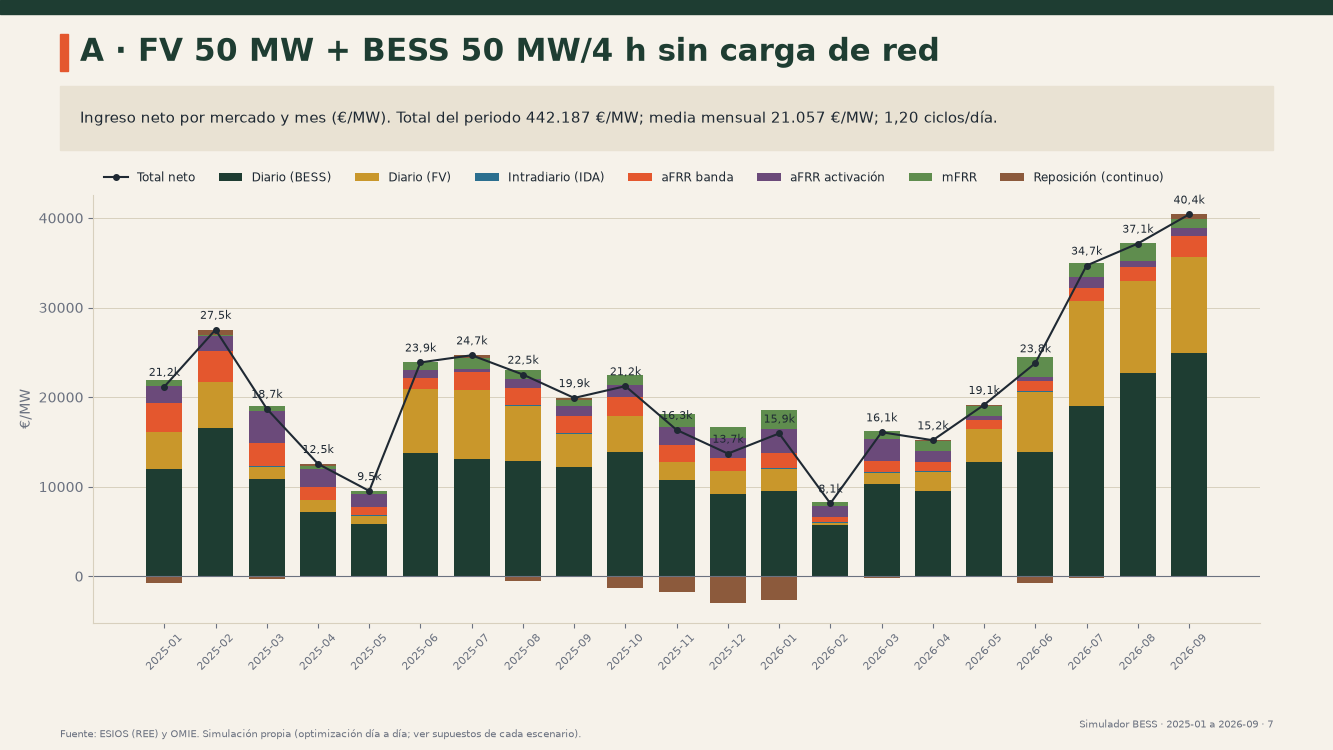 A · FV 50 MW + BESS 50 MW/4 h sin carga de red
Ingreso neto por mercado y mes (€/MW). Total del periodo 442.187 €/MW; media mensual 21.057 €/MW; 1,20 ciclos/día.
Total neto Diario (BESS) Diario (FV) Intradiario (IDA) aFRR banda aFRR activación mFRR Reposición (continuo)
€/MW
40000
30000
20000
10000
0
21,2k
27,5k
18,7k
12,5k
9,5k
23,9k
24,7k
22,5k
19,9k
21,2k
16,3k
13,7k
15,9k
8,1k
16,1k
15,2k
19,1k
23,8k
34,7k
37,1k
40,4k
2025-01
2025-02
2025-03
2025-04
2025-05
2025-06
2025-07
2025-08
2025-09
2025-10
2025-11
2025-12
2026-01
2026-02
2026-03
2026-04
2026-05
2026-06
2026-07
2026-08
2026-09
Simulador BESS · 2025-01 a 2026-09 · 7
Fuente: ESIOS (REE) y OMIE. Simulación propia (optimización día a día; ver supuestos de cada escenario).